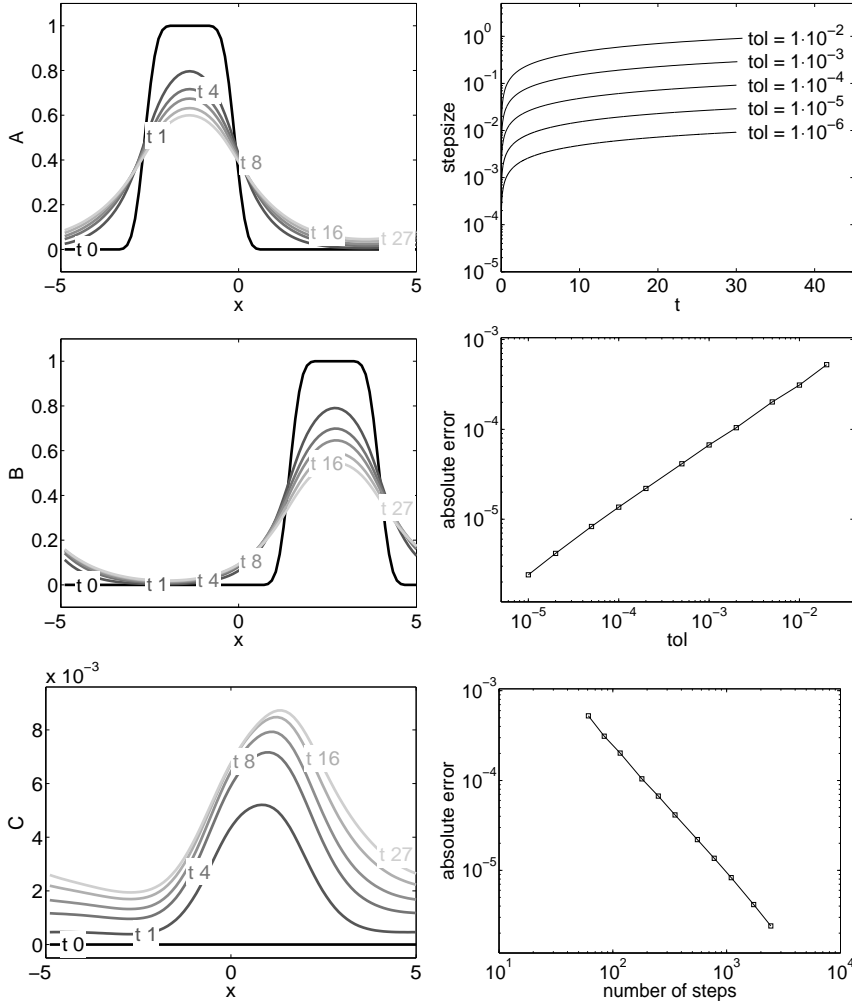 1
0.8
0.6
0.4
0.2
0
A
t 4
t 1
t 8
t 16
t 27
t 0
−5
0
5
x
10^0
10^−1
10^−2
10^−3
10^−4
10^−5
stepsize
tol = 1·10^−2
tol = 1·10^−3
tol = 1·10^−4
tol = 1·10^−5
tol = 1·10^−6
0
10
20
30
40
t
1
0.8
0.6
0.4
0.2
0
B
t 16
t 27
t 8
t 0
t 1
t 4
−5
0
5
x
10^−3
10^−4
10^−5
absolute error
10^−5
10^−4
10^−3
10^−2
tol
x 10^−3
8
6
4
2
0
C
t 8
t 16
t 27
t 4
t 1
t 0
−5
0
5
x
10^−3
10^−4
10^−5
absolute error
10^1
10^2
10^3
10^4
number of steps